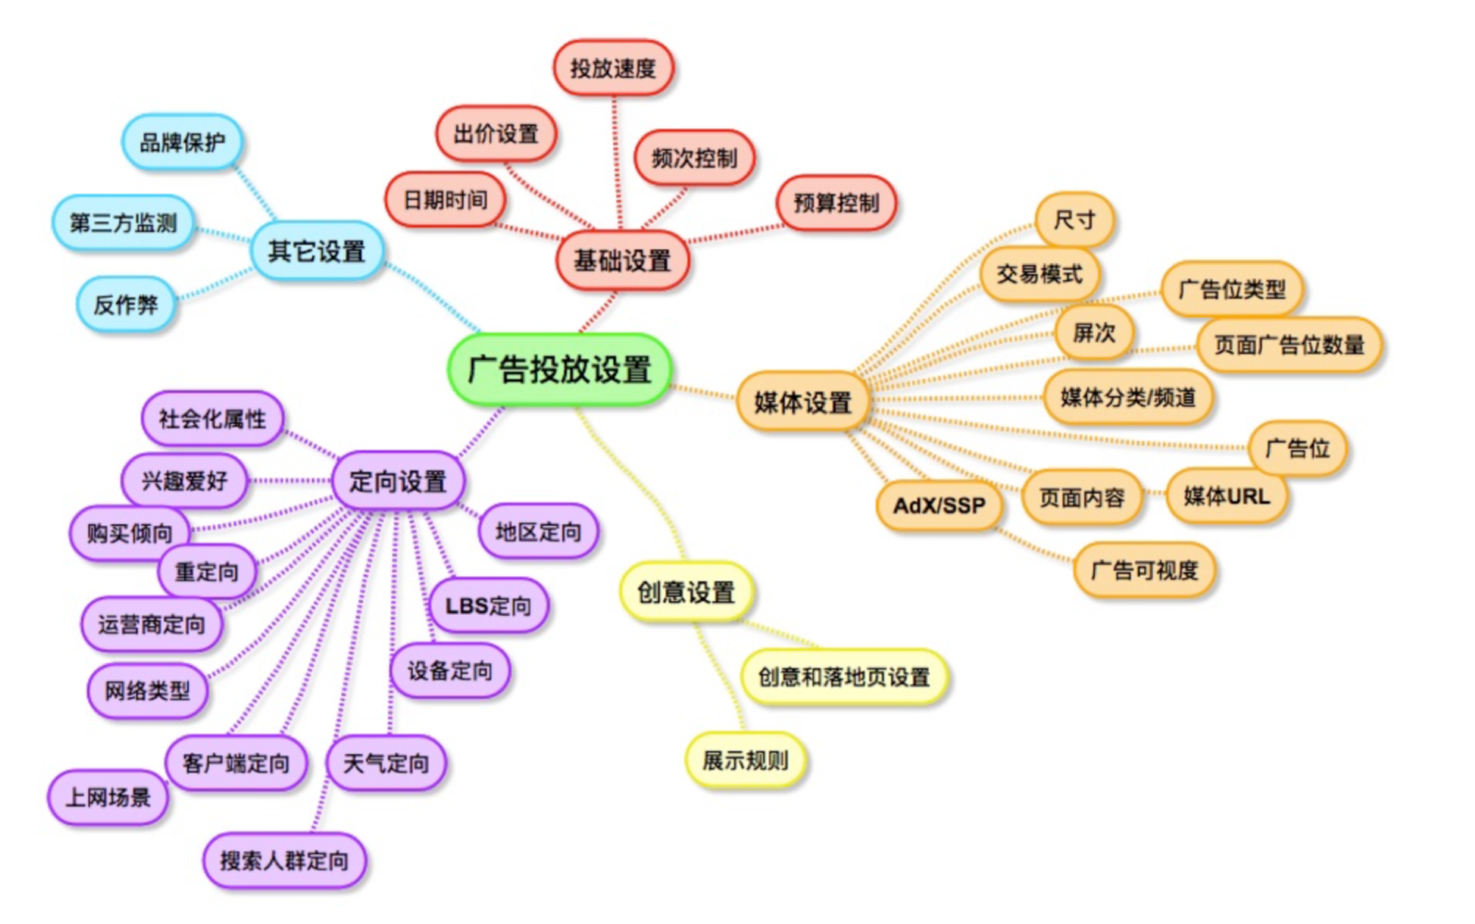 投放速度
出价设置
品牌保护
频次控制
日期时间
预算控制
第三方监测
尺寸
其它设置
基础设置
交易模式
广告位类型
反作弊
屏次
页面广告位数量
广告投放设置
媒体设置
媒体分类/频道
社会化属性
广告位
兴趣爱好
定向设置
AdX/SSP
页面内容
媒体URL
购买倾向
地区定向
重定向
广告可视度
创意设置
LBS定向
运营商定向
设备定向
创意和落地页设置
网络类型
客户端定向
天气定向
展示规则
上网场景
搜索人群定向